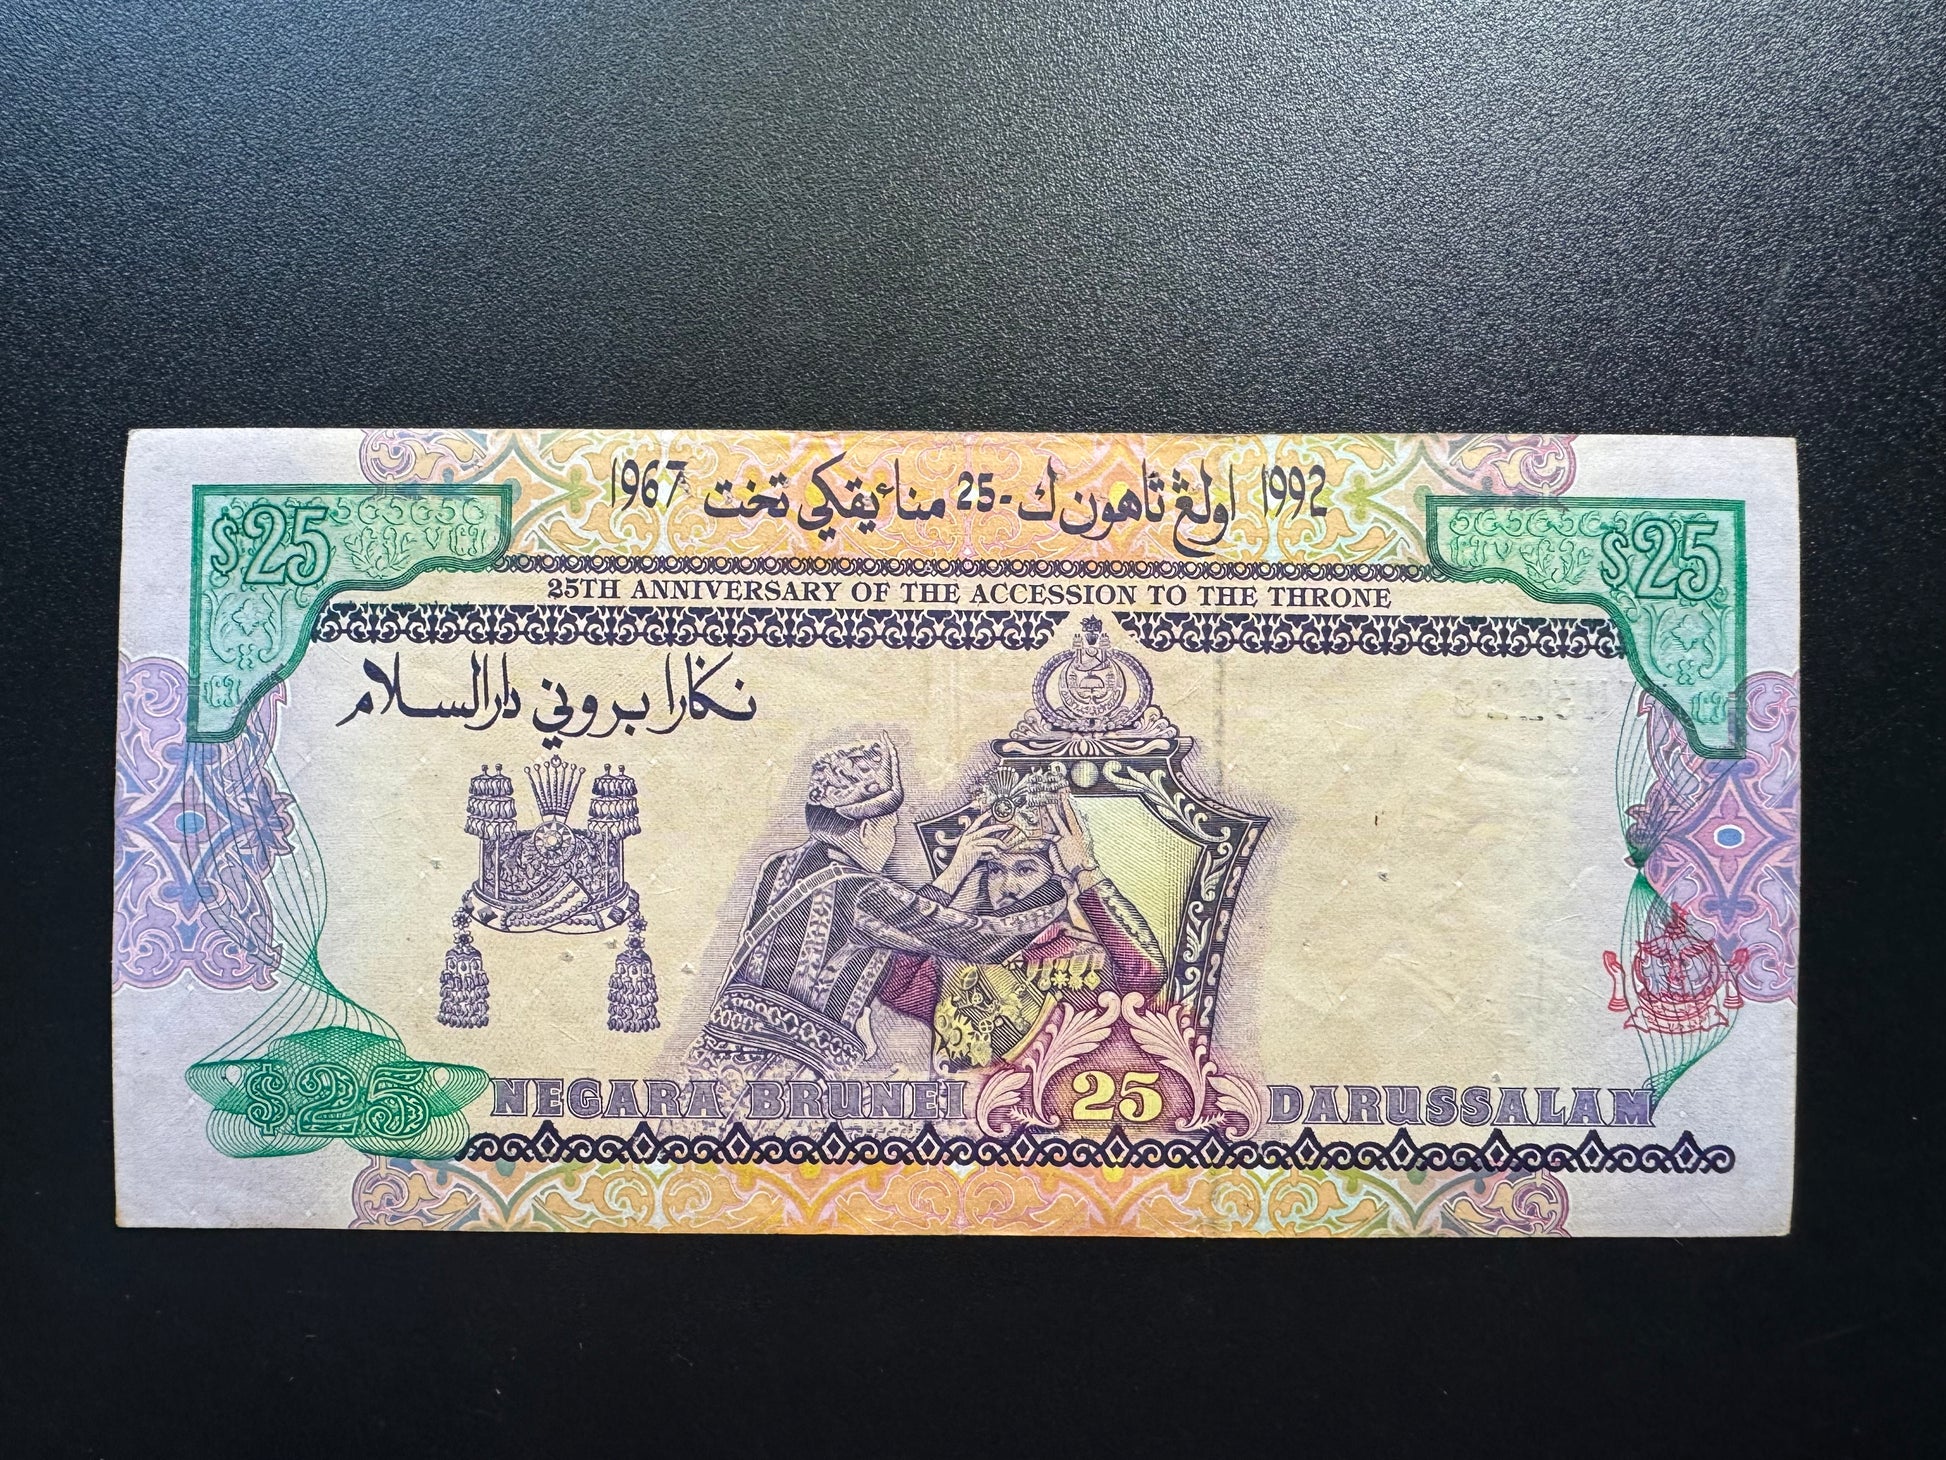 1992 اولڠ تاهون ك-25 مناءيقكي تخت 1967
$25
$25
25TH ANNIVERSARY OF THE ACCESSION TO THE THRONE
نݢارا بروني دارالسلام
$25
NEGARA BRUNEI
25
DARUSSALAM